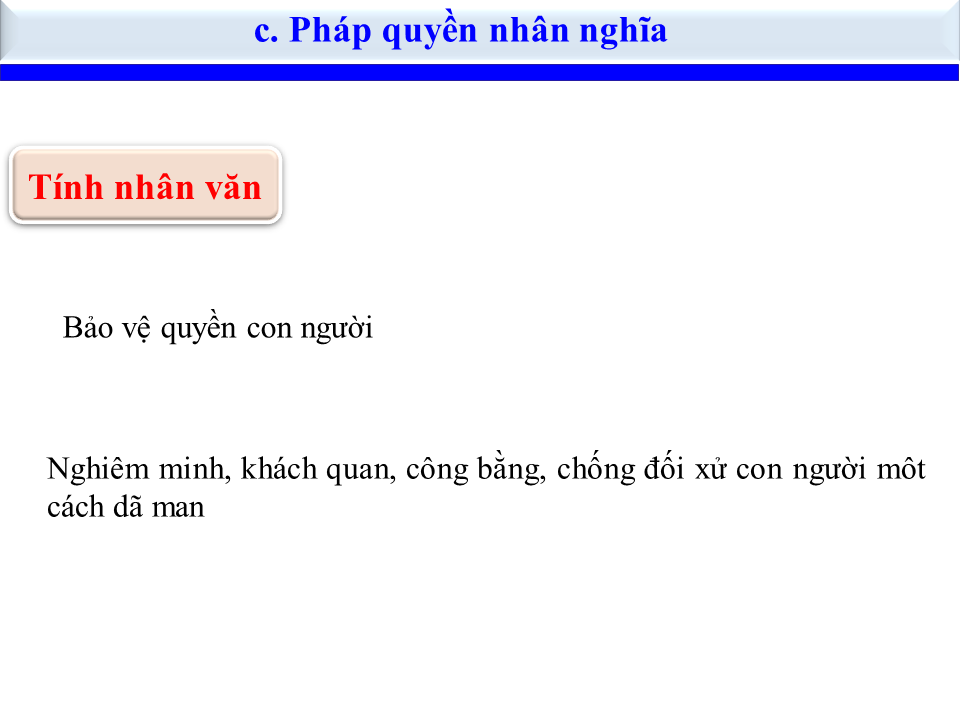 c. Pháp quyền nhân nghĩa
Tính nhân văn
Bảo vệ quyền con người
Nghiêm minh, khách quan, công bằng, chống đối xử con người môt
cách dã man